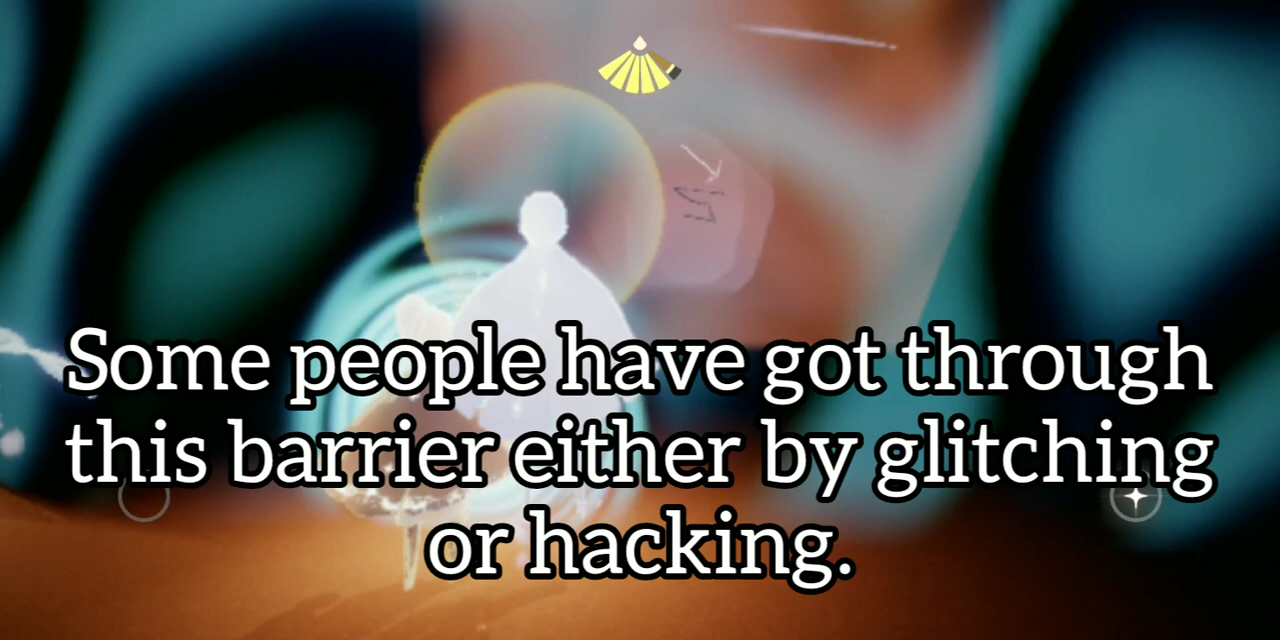 Some people have got through
this barrier either by glitching
or hacking.